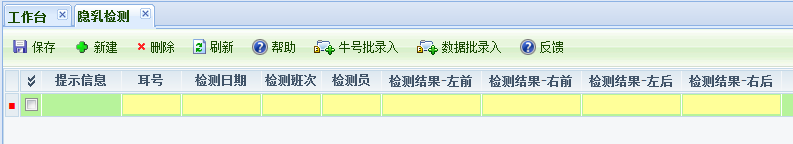 工作台 隐乳检测
保存 新建 删除 刷新 帮助 牛号批录入 数据批录入 反馈
提示信息 耳号 检测日期 检测班次 检测员 检测结果-左前 检测结果-右前 检测结果-左后 检测结果-右后